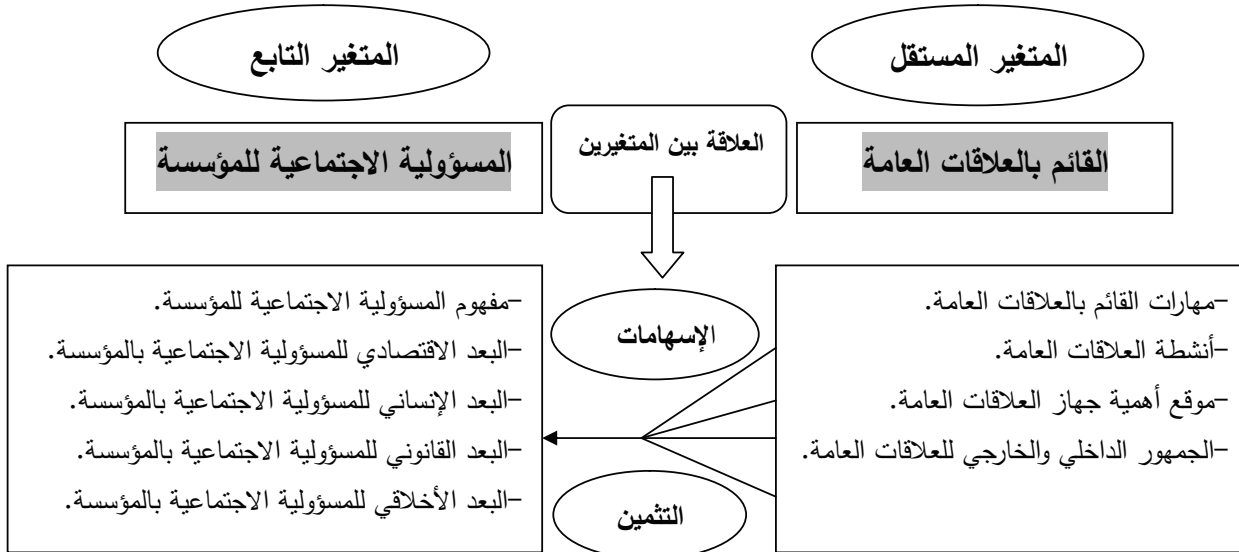 المتغير المستقل
المتغير التابع
القائم بالعلاقات العامة
العلاقة بين المتغيرين
المسؤولية الاجتماعية للمؤسسة
-مهارات القائم بالعلاقات العامة.
-أنشطة العلاقات العامة.
-موقع أهمية جهاز العلاقات العامة.
-الجمهور الداخلي والخارجي للعلاقات العامة.
الإسهامات
التثمين
-مفهوم المسؤولية الاجتماعية للمؤسسة.
-البعد الاقتصادي للمسؤولية الاجتماعية بالمؤسسة.
-البعد الإنساني للمسؤولية الاجتماعية بالمؤسسة.
-البعد القانوني للمسؤولية الاجتماعية بالمؤسسة.
-البعد الأخلاقي للمسؤولية الاجتماعية بالمؤسسة.